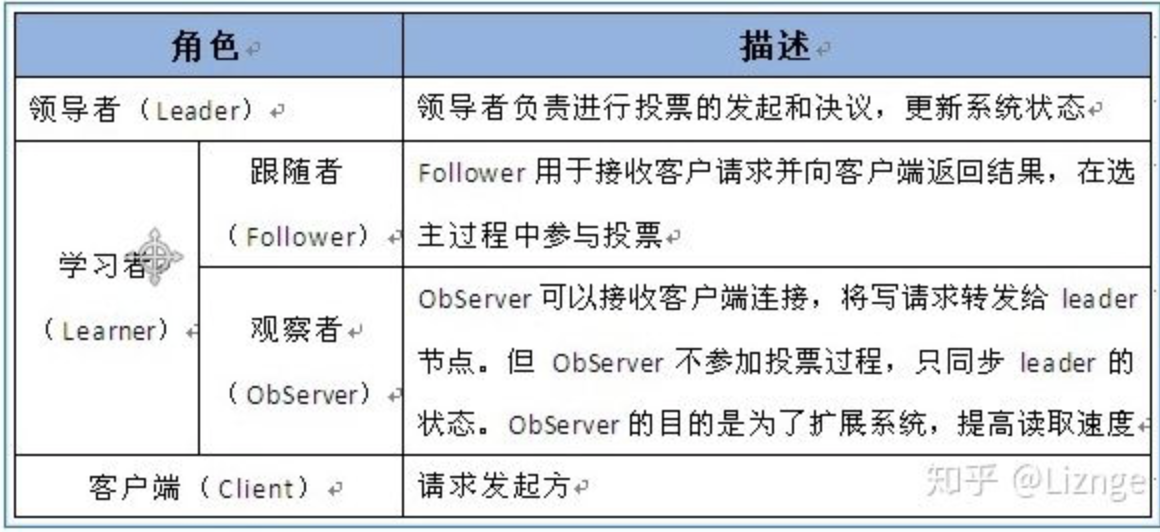 角色 描述
领导者（Leader） 领导者负责进行投票的发起和决议，更新系统状态
学习者
（Learner）
跟随者
（Follower）
Follower 用于接收客户请求并向客户端返回结果，在选
主过程中参与投票
观察者
（ObServer）
ObServer 可以接收客户端连接，将写请求转发给 leader
节点。但 ObServer 不参加投票过程，只同步 leader 的
状态。ObServer 的目的是为了扩展系统，提高读取速度
客户端（Client） 请求发起方
知乎 @Liznge